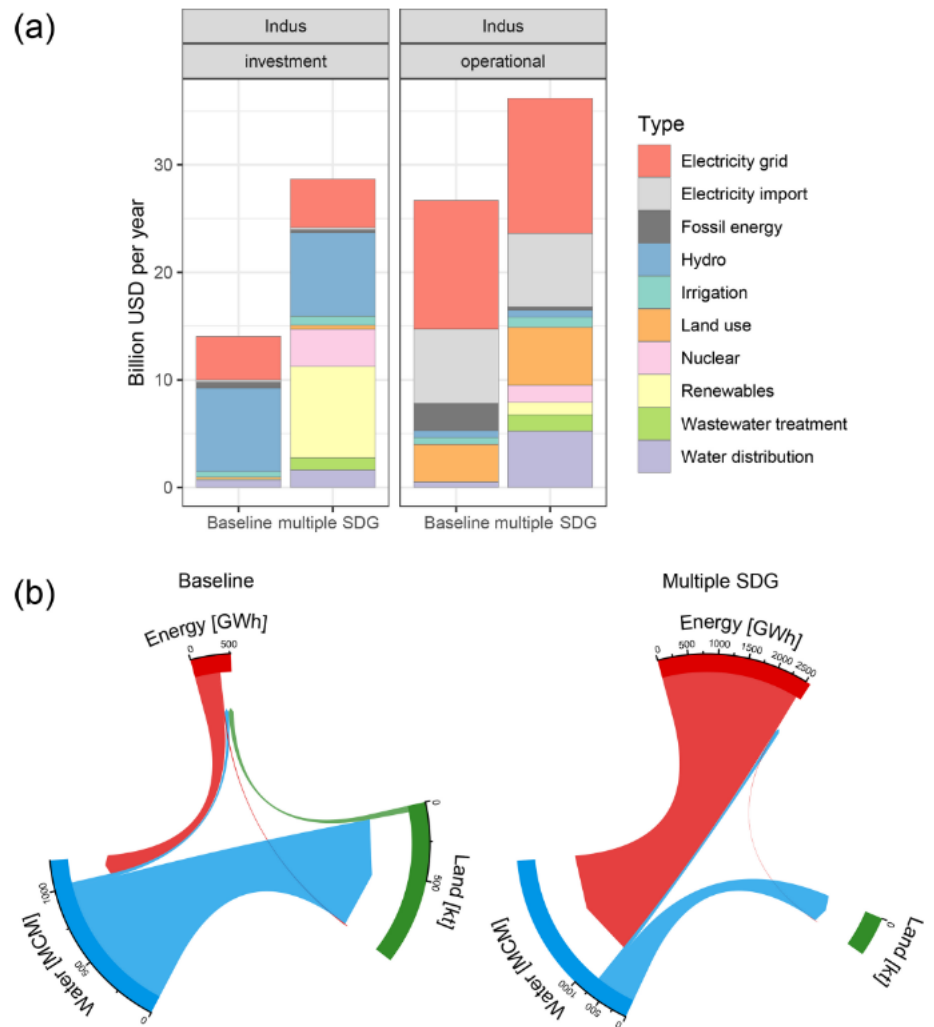 (a)
Indus
Indus
investment
operational
Billion USD per year
30
20
10
0
Baseline multiple SDG
Baseline multiple SDG
Type
Electricity grid
Electricity import
Fossil energy
Hydro
Irrigation
Land use
Nuclear
Renewables
Wastewater treatment
Water distribution
(b)
Baseline
Energy [GWh]
0 500
Land [kt]
0 500
Water [MCM]
1000 500 0
Multiple SDG
Energy [GWh]
0 500 1000 1500 2000 2500
Land [kt]
0
Water [MCM]
1000 500 0